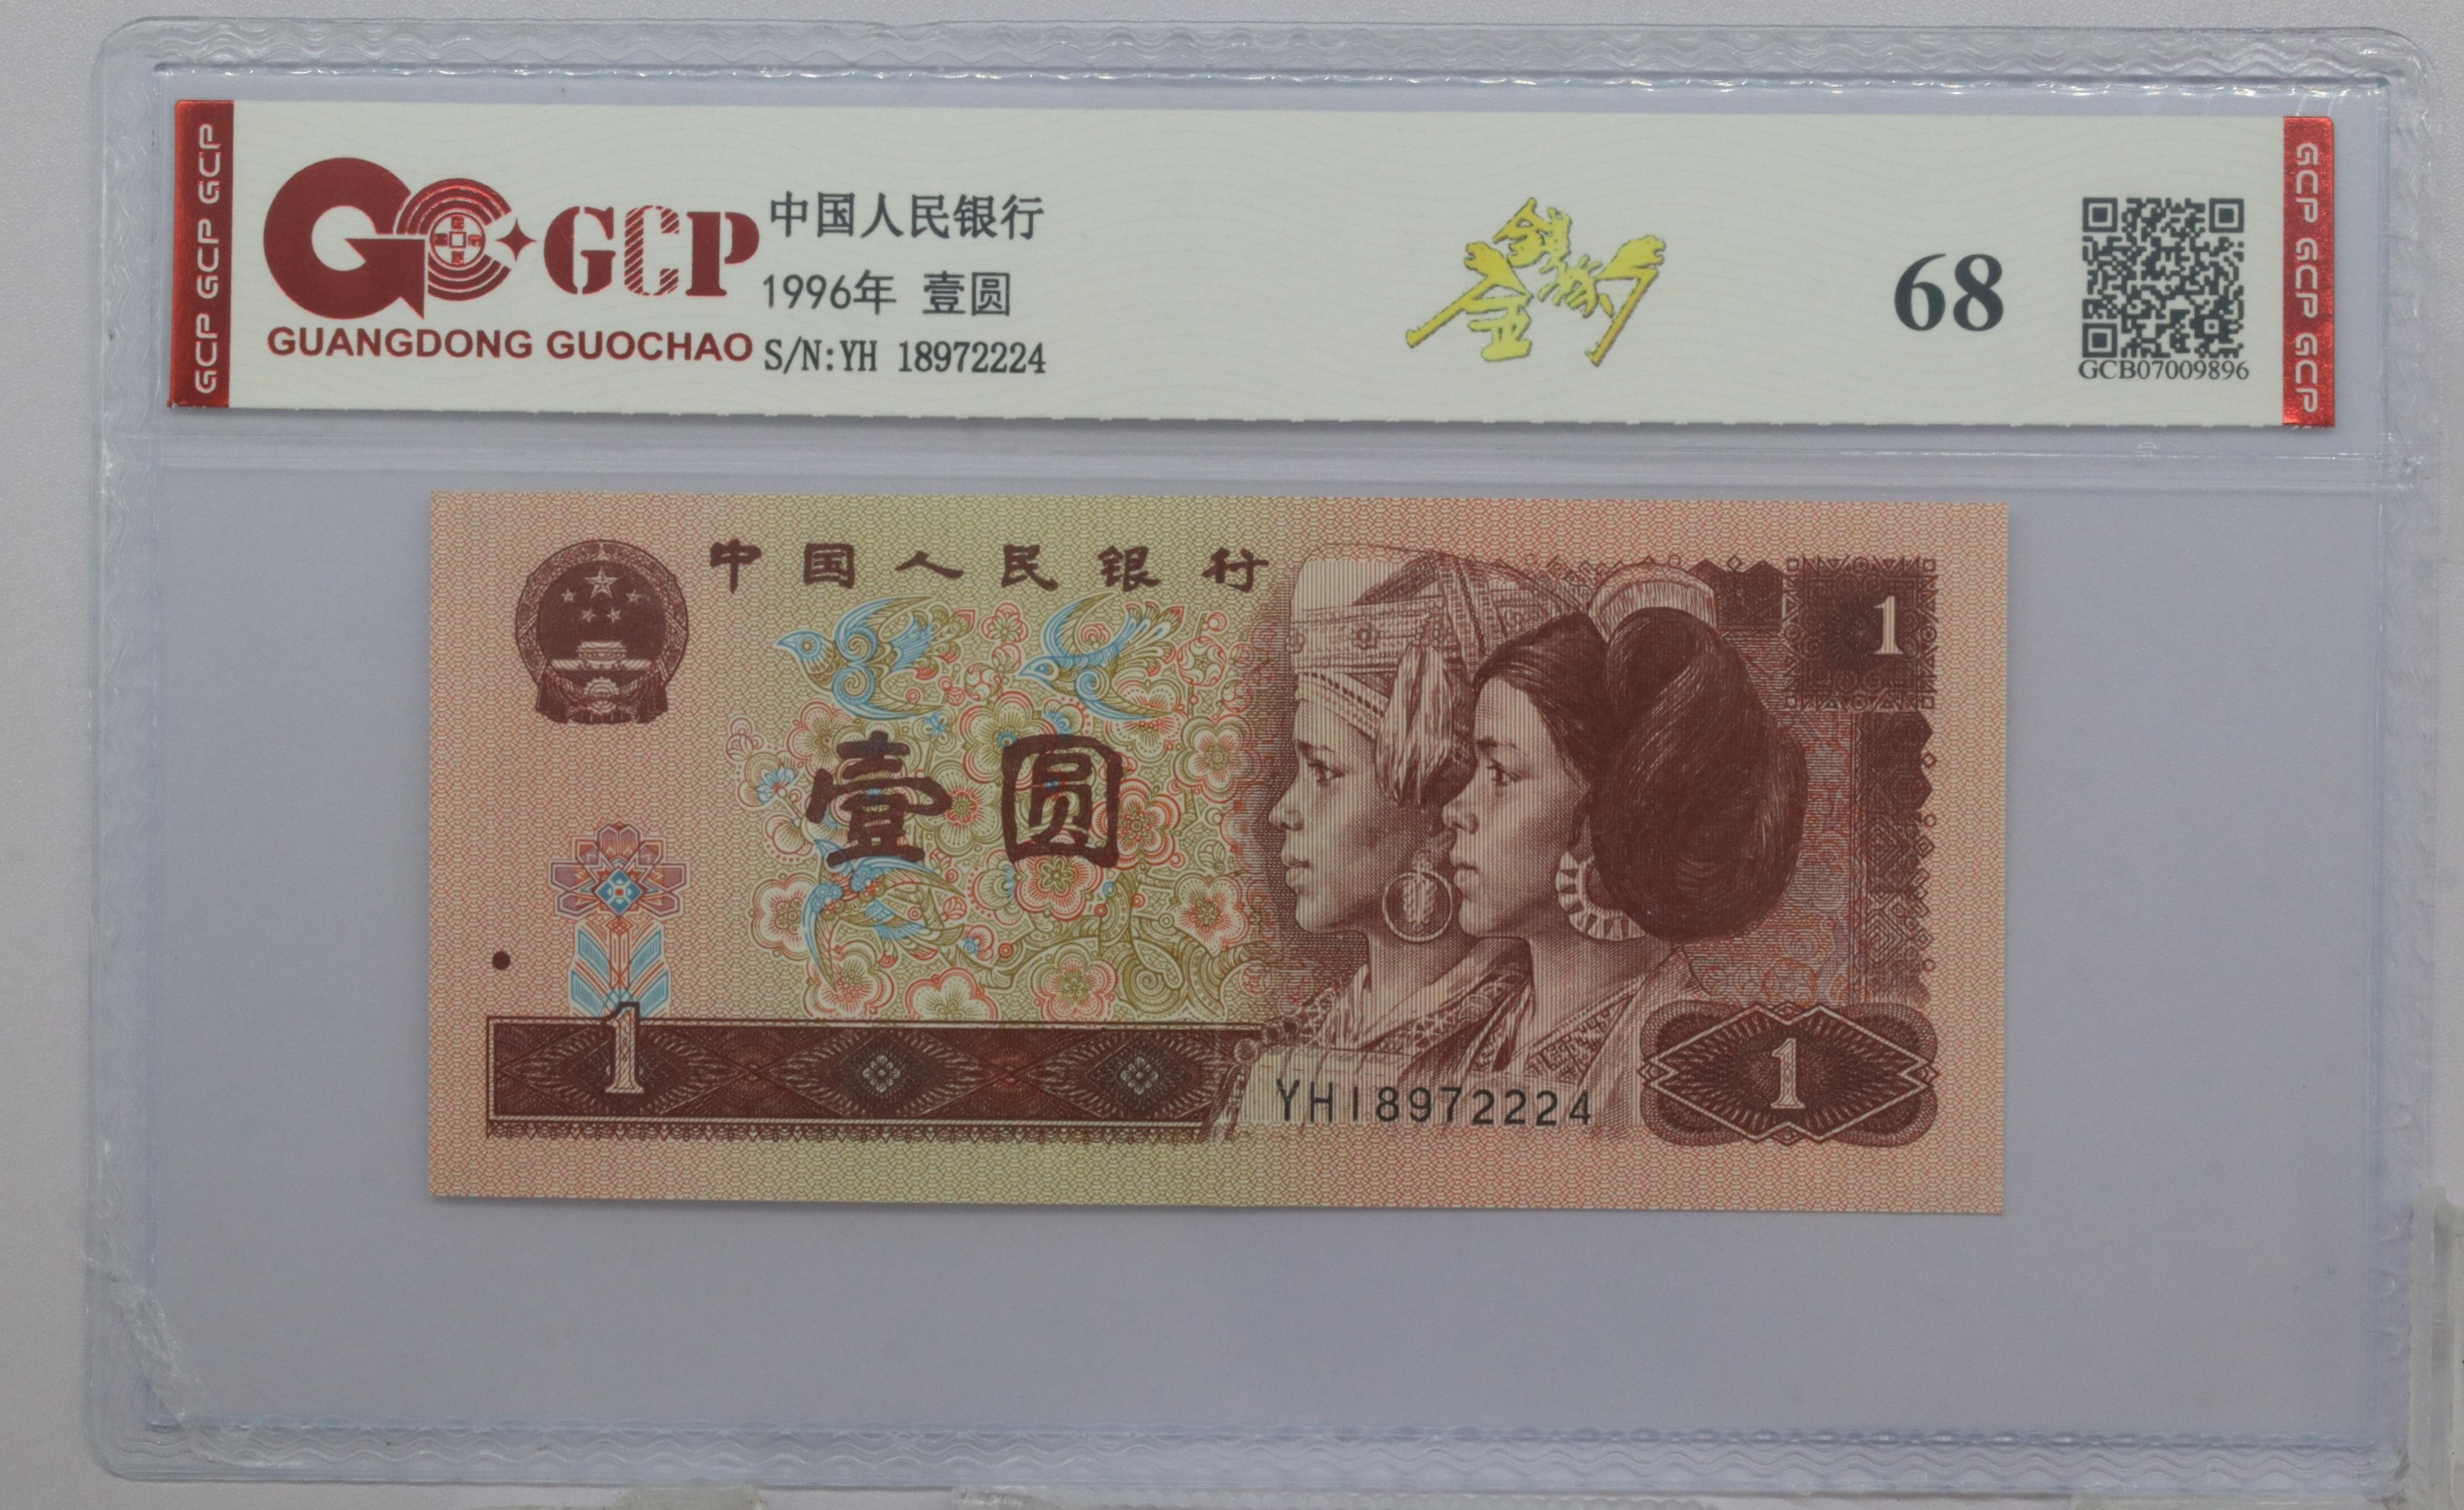 GCP GCP GCP
GCP
中国人民银行
1996年 壹圆
GUANGDONG GUOCHAO
S/N:YH 18972224
68
GCB07009896
GCP GCP GCP
中国人民银行
1
壹圆
1
1
YH18972224